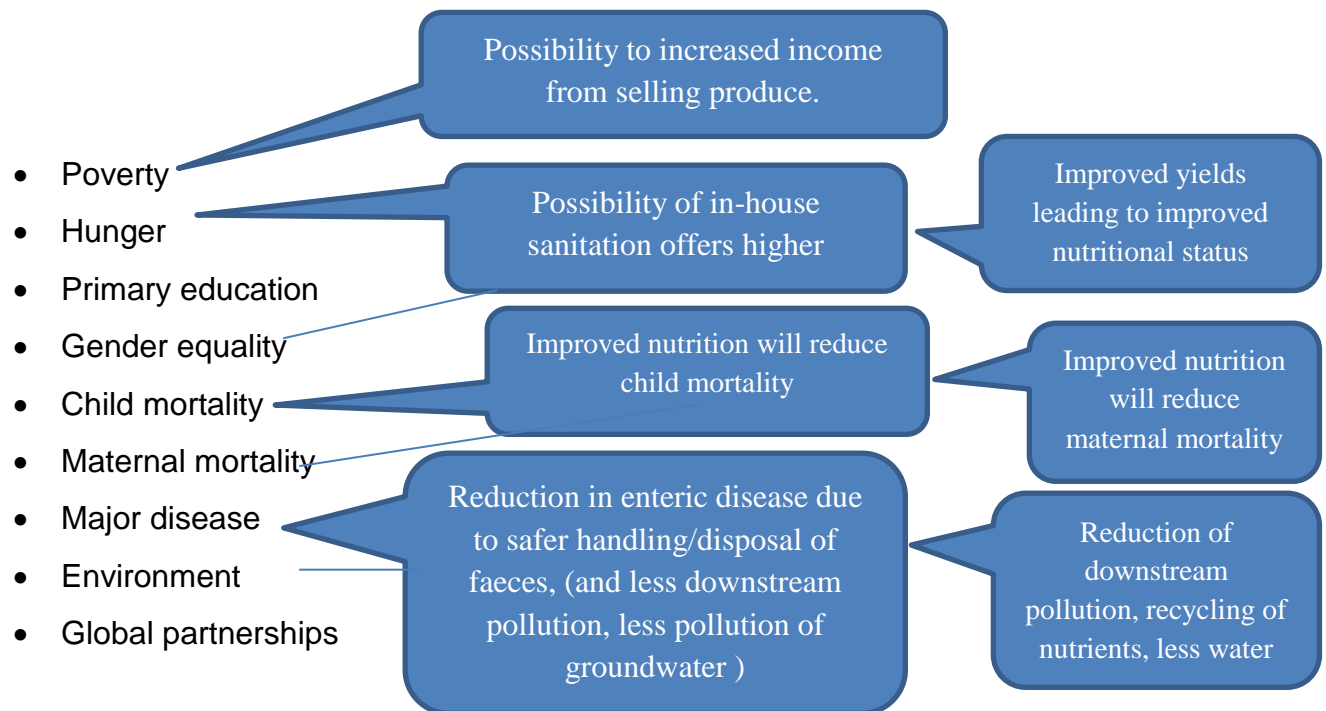 Possibility to increased income
from selling produce.
• Poverty
• Hunger
• Primary education
• Gender equality
• Child mortality
• Maternal mortality
• Major disease
• Environment
• Global partnerships
Possibility of in-house
sanitation offers higher
Improved yields
leading to improved
nutritional status
Improved nutrition will reduce
child mortality
Improved nutrition
will reduce
maternal mortality
Reduction in enteric disease due
to safer handling/disposal of
faeces, (and less downstream
pollution, less pollution of
groundwater )
Reduction of
downstream
pollution, recycling of
nutrients, less water